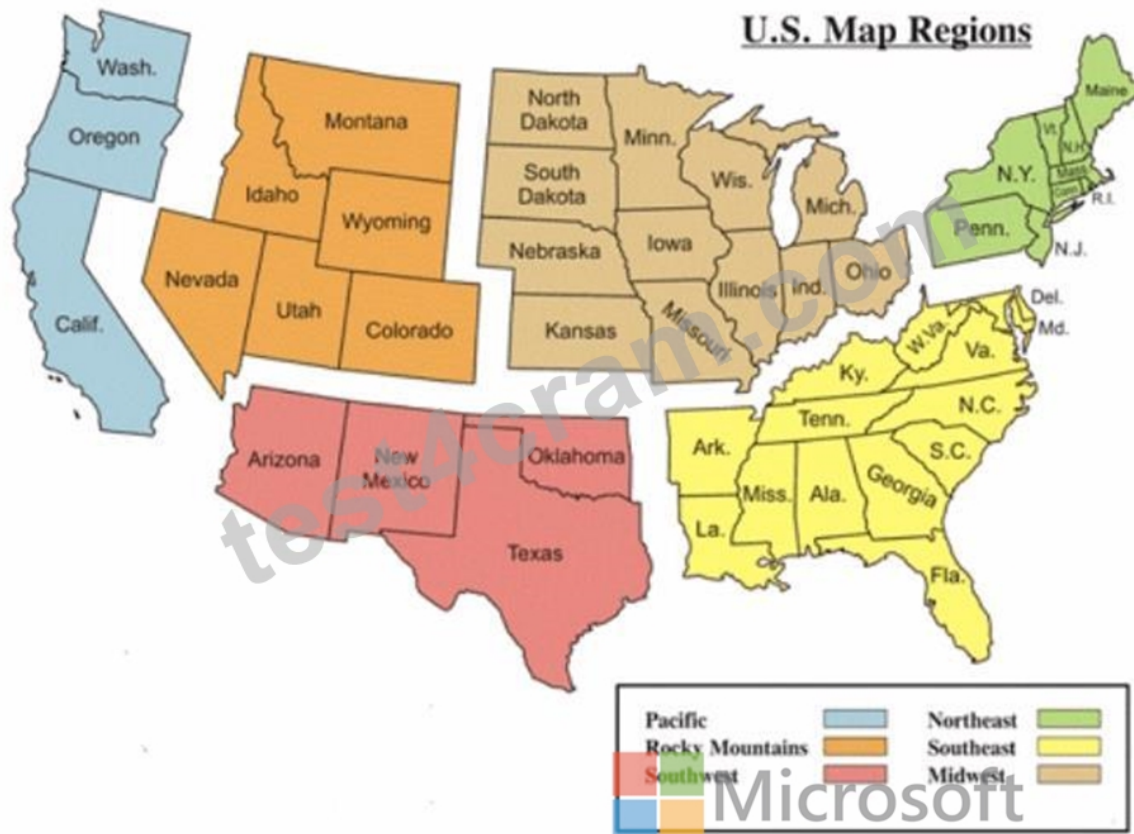 U.S. Map Regions
Wash.
Oregon
Calif.
Montana
Idaho
Wyoming
Nevada
Utah
Colorado
North
Dakota
South
Dakota
Nebraska
Kansas
Minn.
Iowa
Missouri
Wis.
Illinois
Mich.
Ind.
Ohio
Maine
Vt.
N.H.
N.Y.
Mass.
Conn.
R.I.
Penn.
N.J.
Del.
Md.
W.Va.
Va.
Ky.
Tenn.
N.C.
S.C.
Ark.
Miss.
Ala.
Georgia
La.
Fla.
Arizona
New
Mexico
Oklahoma
Texas
test4cram.com
Pacific
Rocky Mountains
Southwest
Northeast
Southeast
Midwest
Microsoft